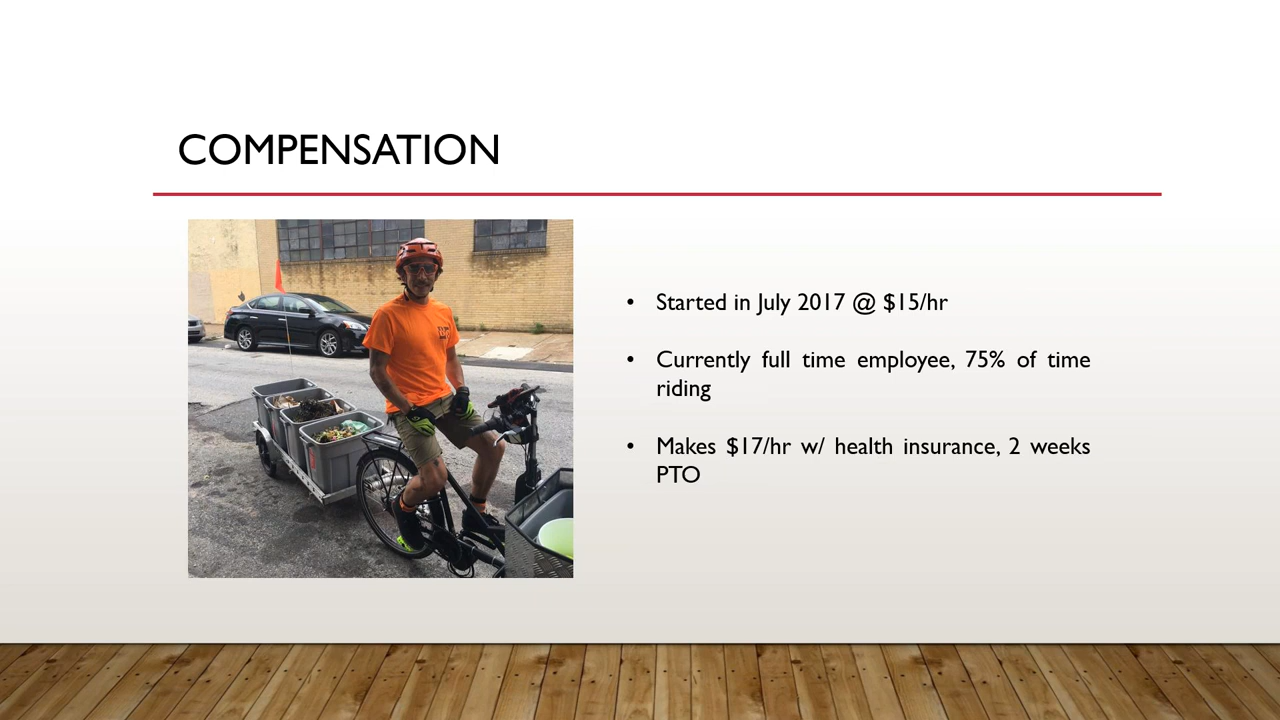 COMPENSATION
• Started in July 2017 @ $15/hr
• Currently full time employee, 75% of time
riding
• Makes $17/hr w/ health insurance, 2 weeks
PTO